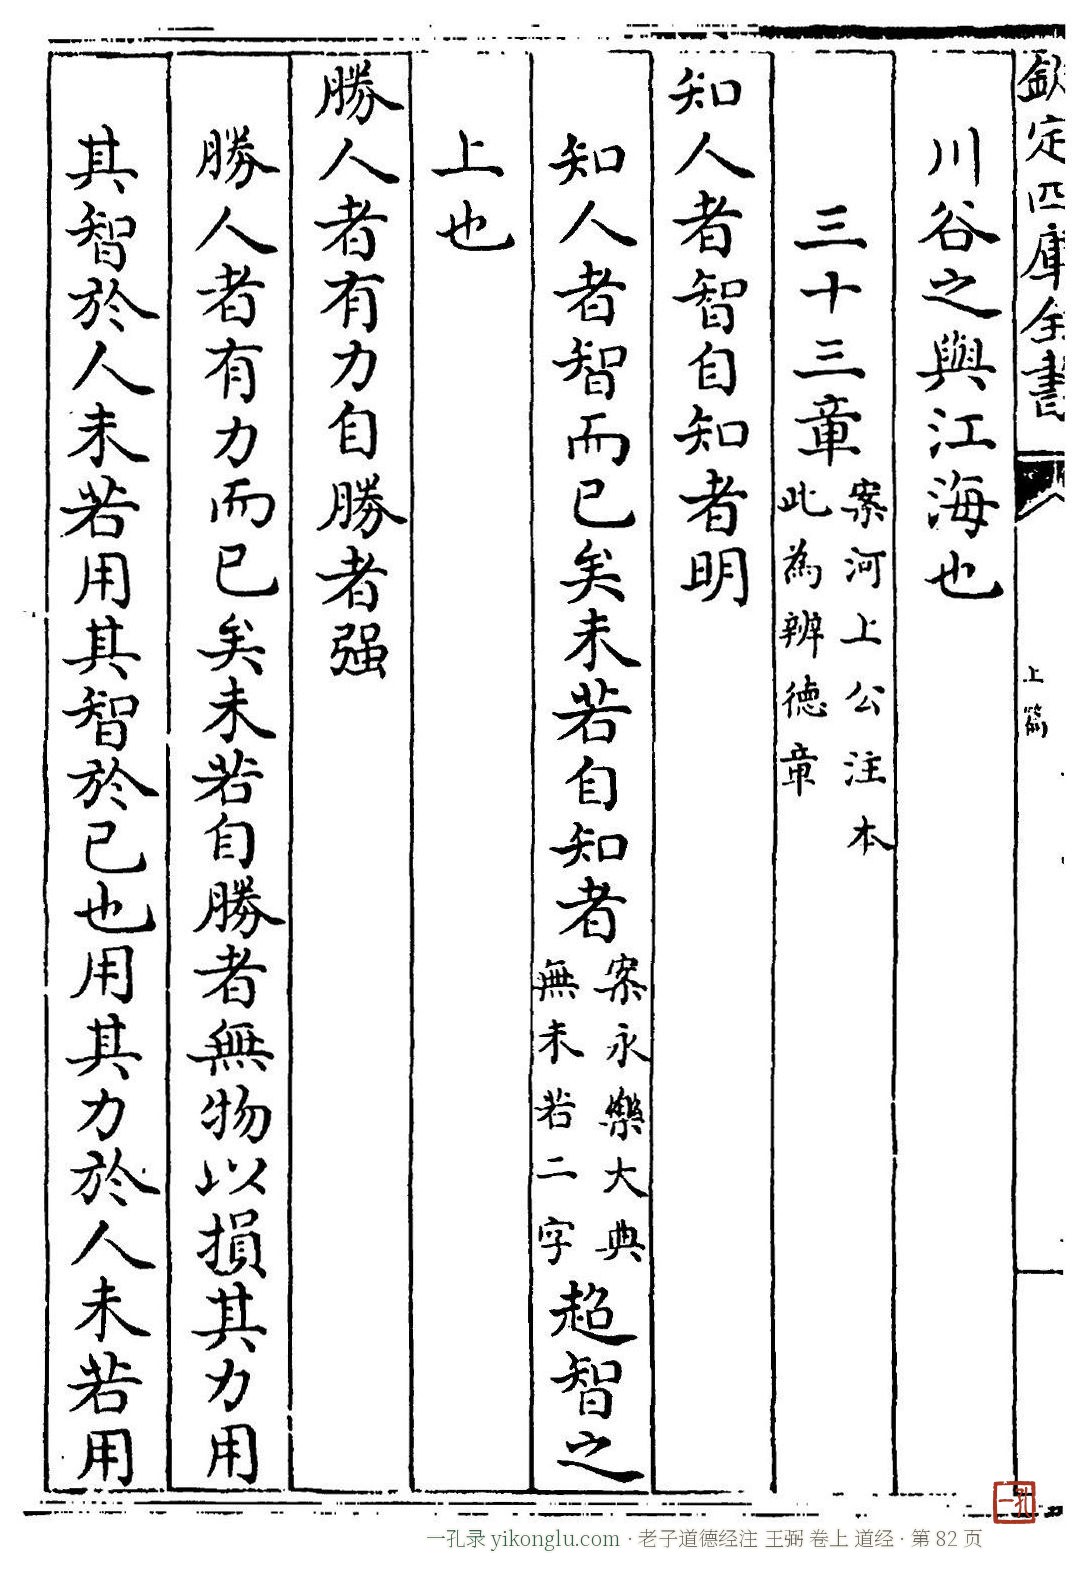 欽定四庫全書
上篇
川谷之與江海也
三十三章案河上公注本此為辨德章
知人者智自知者明
知人者智而已矣未若自知者案永樂大典無未若二字超智之
上也
勝人者有力自勝者强
勝人者有力而已矣未若自勝者無物以損其力用
其智於人未若用其智於已也用其力於人未若用
一孔
一孔录 yikonglu.com · 老子道德经注 王弼 卷上 道经 · 第 82 页